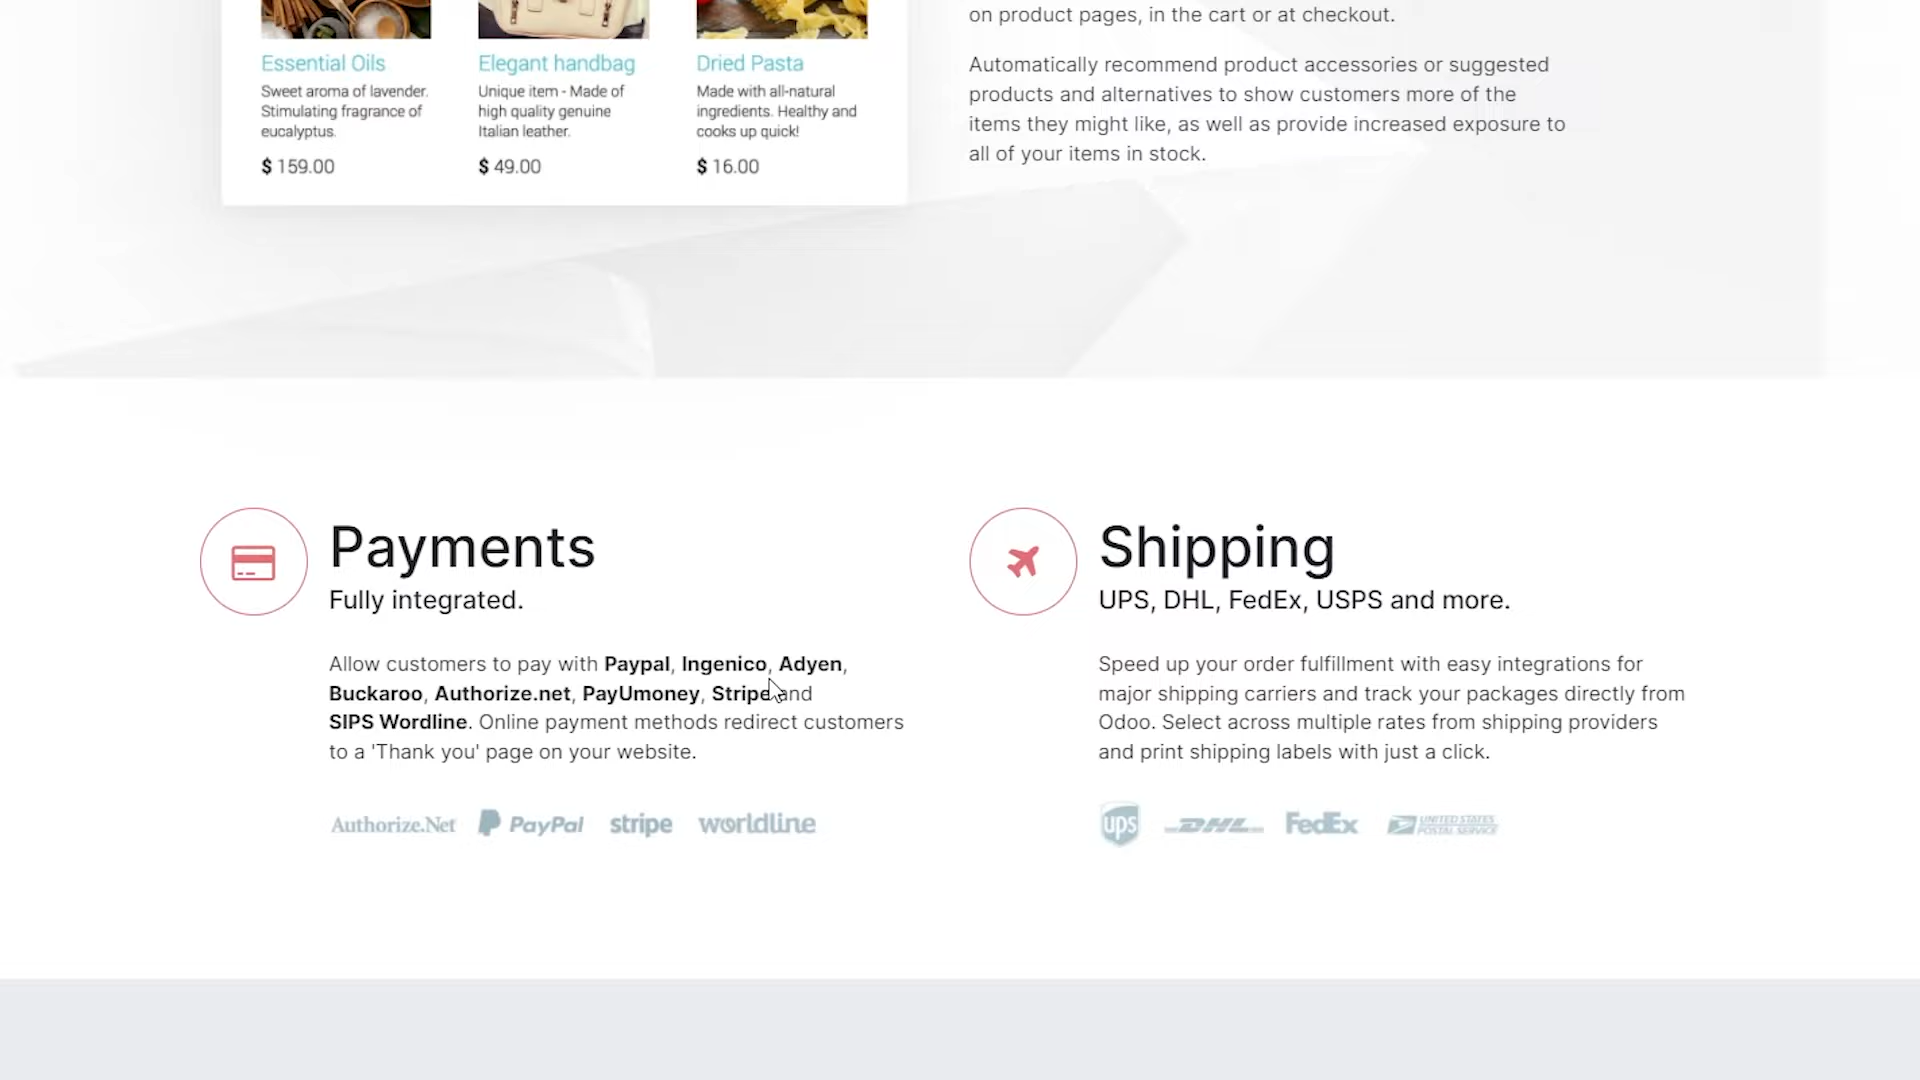 Essential Oils
Sweet aroma of lavender.
Stimulating fragrance of
eucalyptus.
$ 159.00
Elegant handbag
Unique item - Made of
high quality genuine
Italian leather.
$ 49.00
Dried Pasta
Made with all-natural
ingredients. Healthy and
cooks up quick!
$ 16.00
on product pages, in the cart or at checkout.
Automatically recommend product accessories or suggested
products and alternatives to show customers more of the
items they might like, as well as provide increased exposure to
all of your items in stock.
Payments
Fully integrated.
Allow customers to pay with Paypal, Ingenico, Adyen,
Buckaroo, Authorize.net, PayUmoney, Stripe and
SIPS Wordline. Online payment methods redirect customers
to a 'Thank you' page on your website.
Authorize.Net PayPal stripe worldline
Shipping
UPS, DHL, FedEx, USPS and more.
Speed up your order fulfillment with easy integrations for
major shipping carriers and track your packages directly from
Odoo. Select across multiple rates from shipping providers
and print shipping labels with just a click.
ups DHL FedEx UNITED STATES
POSTAL SERVICE